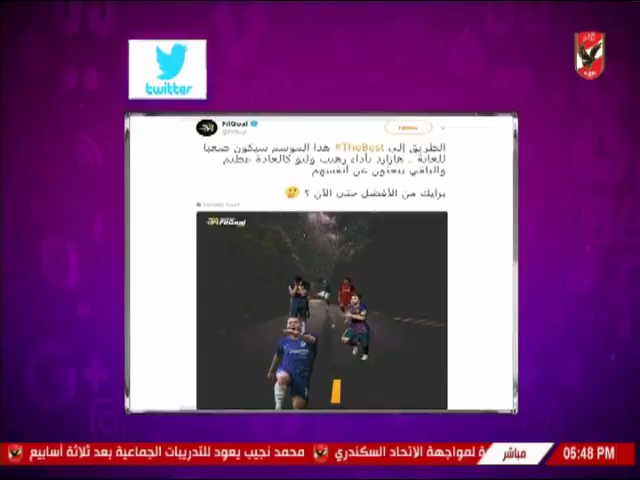 twitter
FilGoal
@FilGoal
Follow
الطريق إلى #TheBest هذا الموسم سيكون صعبا
للغاية .. هازارد بأداء رهيب وليو كالعادة عظيم
والباقي يبحثون عن أنفسهم
برأيك من الأفضل حتى الآن ؟
FilGoal
ة لمواجهة الاتحاد السكندري محمد نجيب يعود للتدريبات الجماعية بعد ثلاثة أسابيع
مباشر
05:48 PM